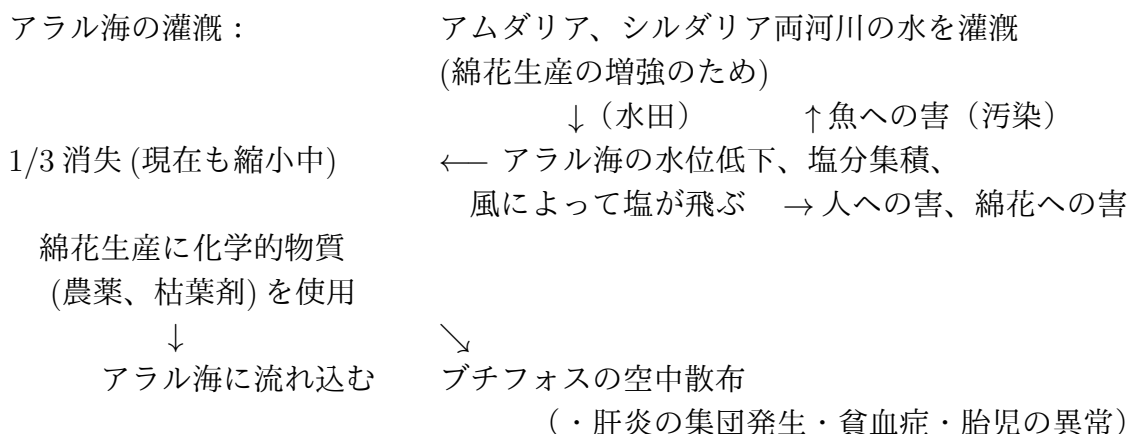 アラル海の灌漑： アムダリア、シルダリア両河川の水を灌漑
(綿花生産の増強のため)
↓（水田） ↑魚への害（汚染）
1/3 消失 (現在も縮小中) ←— アラル海の水位低下、塩分集積、
風によって塩が飛ぶ → 人への害、綿花への害
綿花生産に化学的物質
(農薬、枯葉剤) を使用
↓ ↘
アラル海に流れ込む ブチフォスの空中散布
（・肝炎の集団発生・貧血症・胎児の異常）